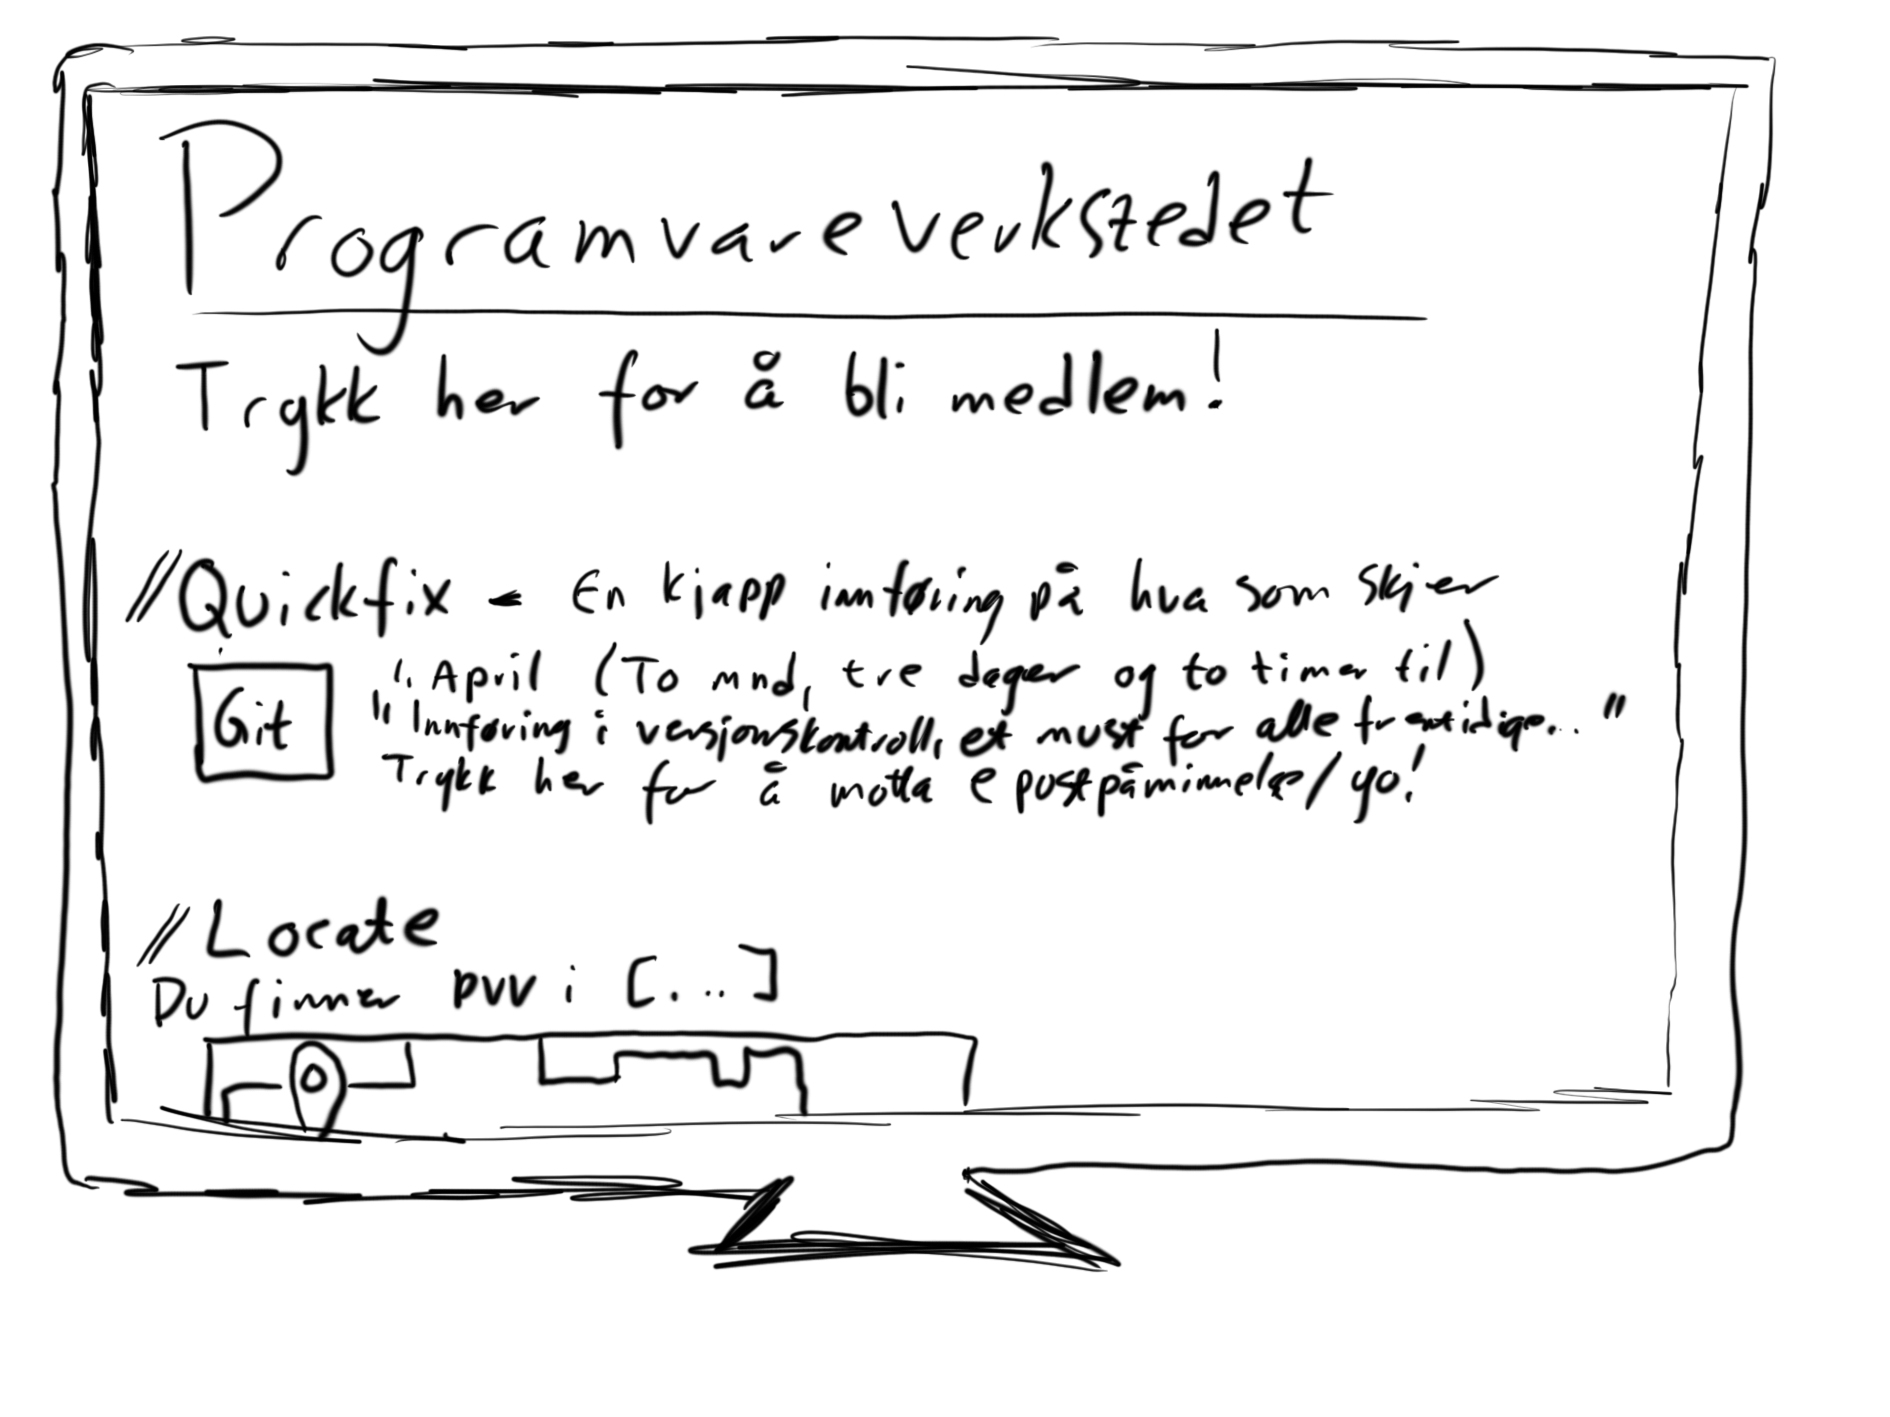 Programvareverkstedet
Trykk her for å bli medlem!
//Quickfix - En kjapp innføring på hva som skjer
Git
April (To mnd, tre dager og to timer til)
"Innføring i versjonskontroll, et must for alle fremtidige..."
Trykk her for å motta epostpåminnelse/yo!
//Locate
Du finner pvv i [...]